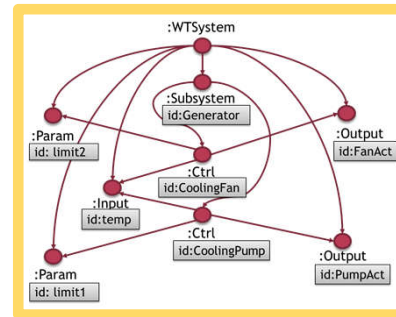 :WTSystem
:Subsystem
id:Generator
:Param
id: limit2
:Output
id:FanAct
:Ctrl
id:CoolingFan
:Input
id:temp
:Ctrl
id:CoolingPump
:Param
id: limit1
:Output
id:PumpAct